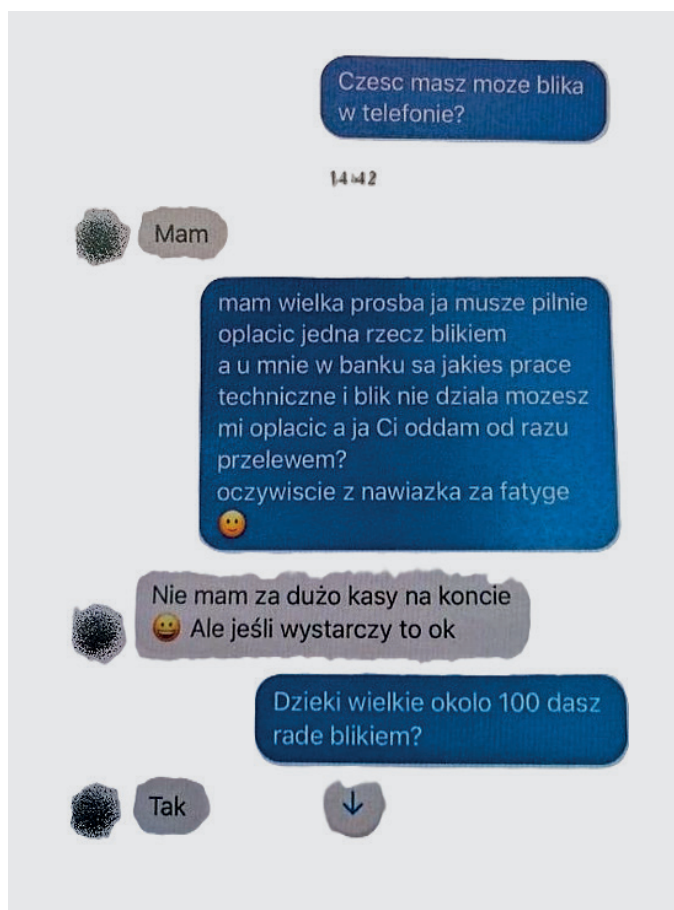 Czesc masz moze blika
w telefonie?
14:42
Mam
mam wielka prosba ja musze pilnie
oplacic jedna rzecz blikiem
a u mnie w banku sa jakies prace
techniczne i blik nie dziala mozesz
mi oplacic a ja Ci oddam od razu
przelewem?
oczywiscie z nawiazka za fatyge
🙂
Nie mam za dużo kasy na koncie
😀 Ale jeśli wystarczy to ok
Dzieki wielkie okolo 100 dasz
rade blikiem?
Tak